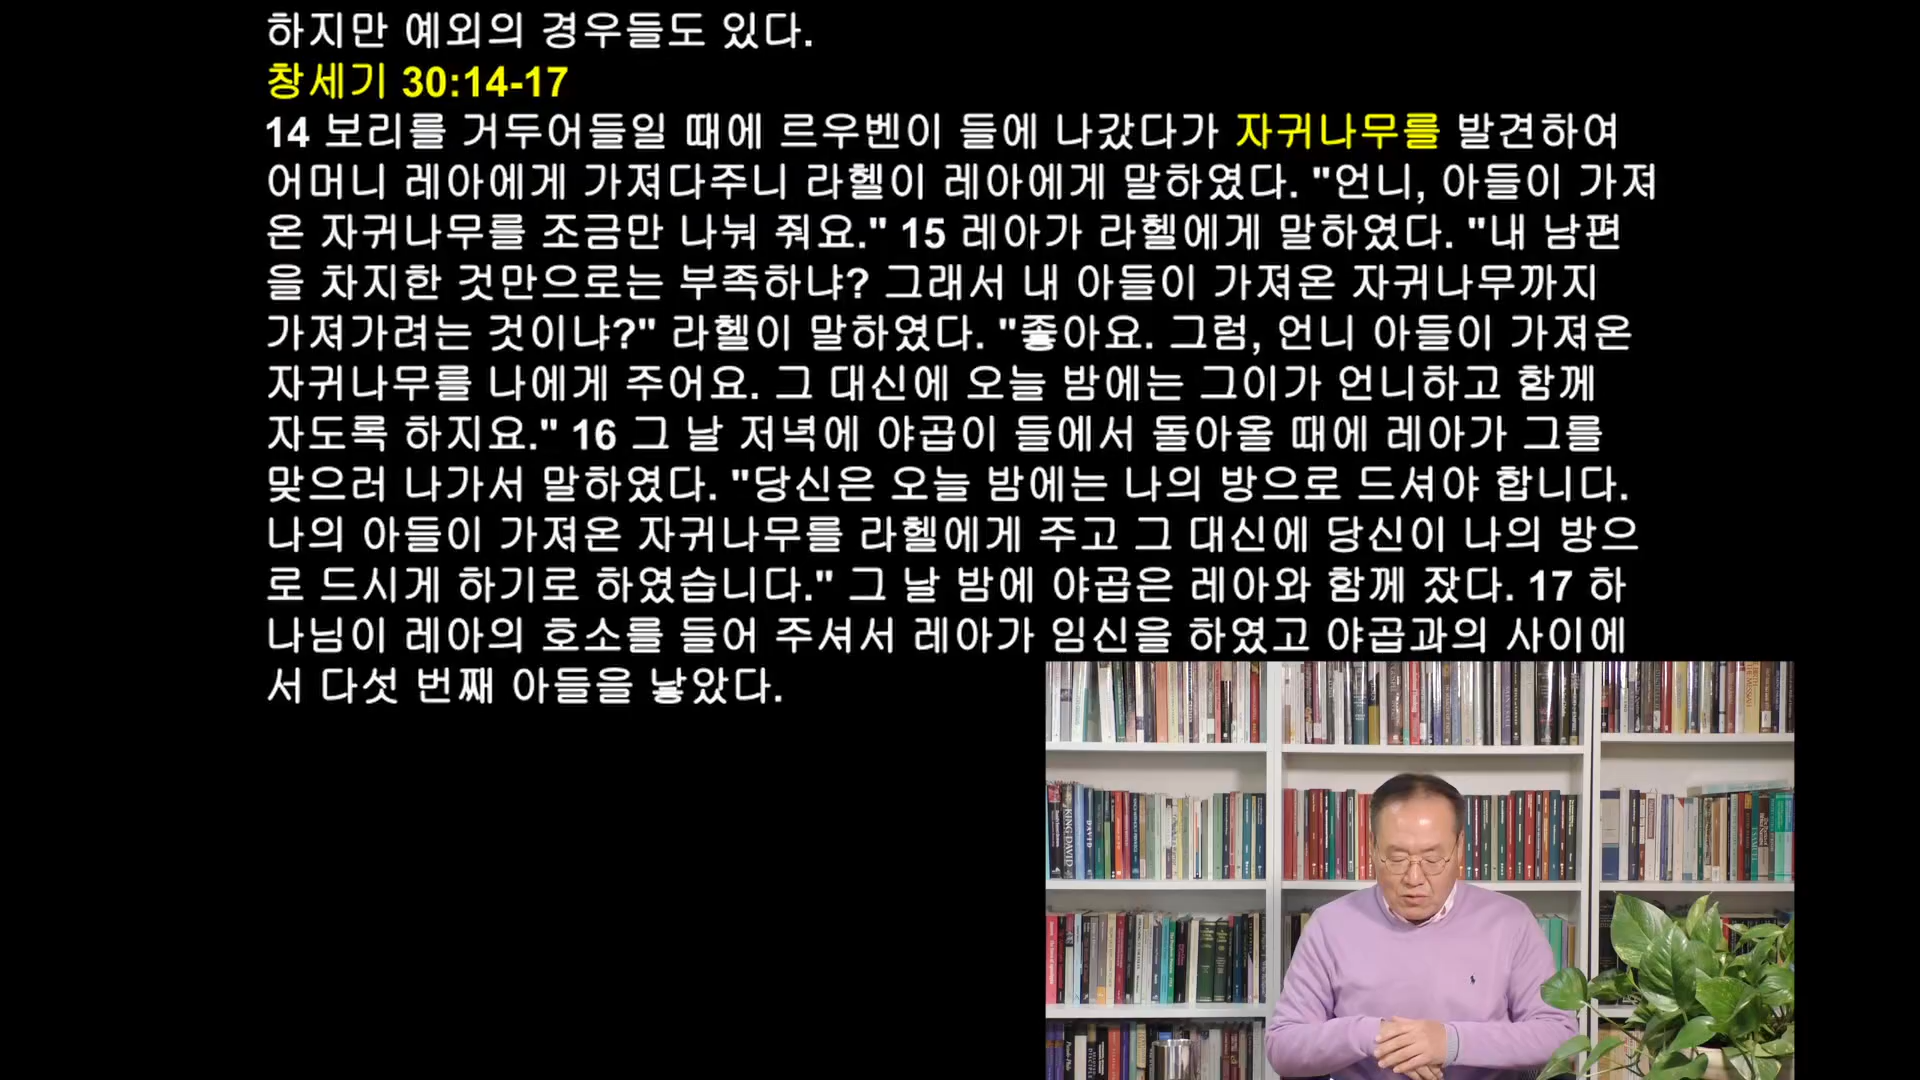 하지만 예외의 경우들도 있다.
창세기 30:14-17
14 보리를 거두어들일 때에 르우벤이 들에 나갔다가 자귀나무를 발견하여
어머니 레아에게 가져다주니 라헬이 레아에게 말하였다. "언니, 아들이 가져
온 자귀나무를 조금만 나눠 줘요." 15 레아가 라헬에게 말하였다. "내 남편
을 차지한 것만으로는 부족하냐? 그래서 내 아들이 가져온 자귀나무까지
가져가려는 것이냐?" 라헬이 말하였다. "좋아요. 그럼, 언니 아들이 가져온
자귀나무를 나에게 주어요. 그 대신에 오늘 밤에는 그이가 언니하고 함께
자도록 하지요." 16 그 날 저녁에 야곱이 들에서 돌아올 때에 레아가 그를
맞으러 나가서 말하였다. "당신은 오늘 밤에는 나의 방으로 드셔야 합니다.
나의 아들이 가져온 자귀나무를 라헬에게 주고 그 대신에 당신이 나의 방으
로 드시게 하기로 하였습니다." 그 날 밤에 야곱은 레아와 함께 잤다. 17 하
나님이 레아의 호소를 들어 주셔서 레아가 임신을 하였고 야곱과의 사이에
서 다섯 번째 아들을 낳았다.
KING DAVID
DAVID